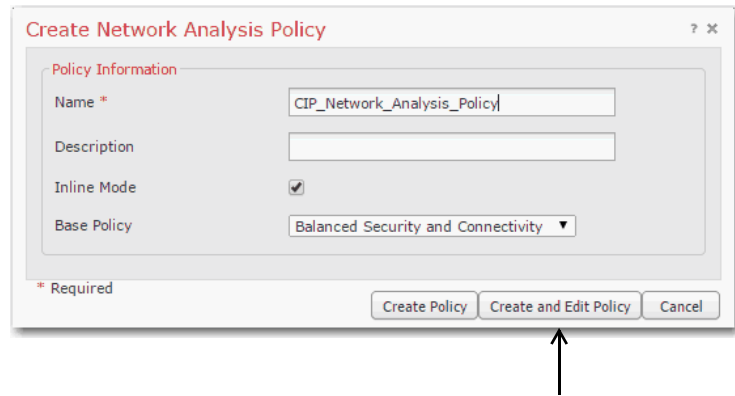 Create Network Analysis Policy ? ×
Policy Information
Name * CIP_Network_Analysis_Policy
Description
Inline Mode
Base Policy Balanced Security and Connectivity ▼
* Required
Create Policy Create and Edit Policy Cancel